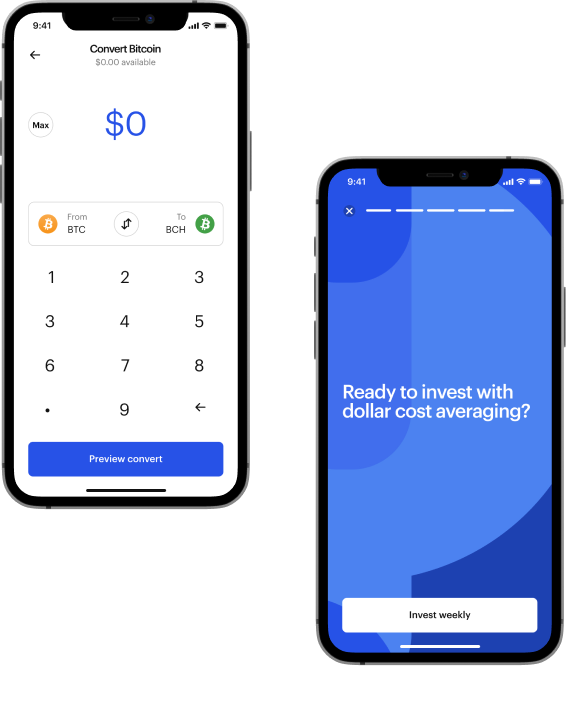 9:41
Convert Bitcoin
$0.00 available
Max
$0
From
BTC
To
BCH
1 2 3
3 4 5
6 7 8
. 9
Preview convert
9:41
Ready to invest with
dollar cost averaging?
Invest weekly